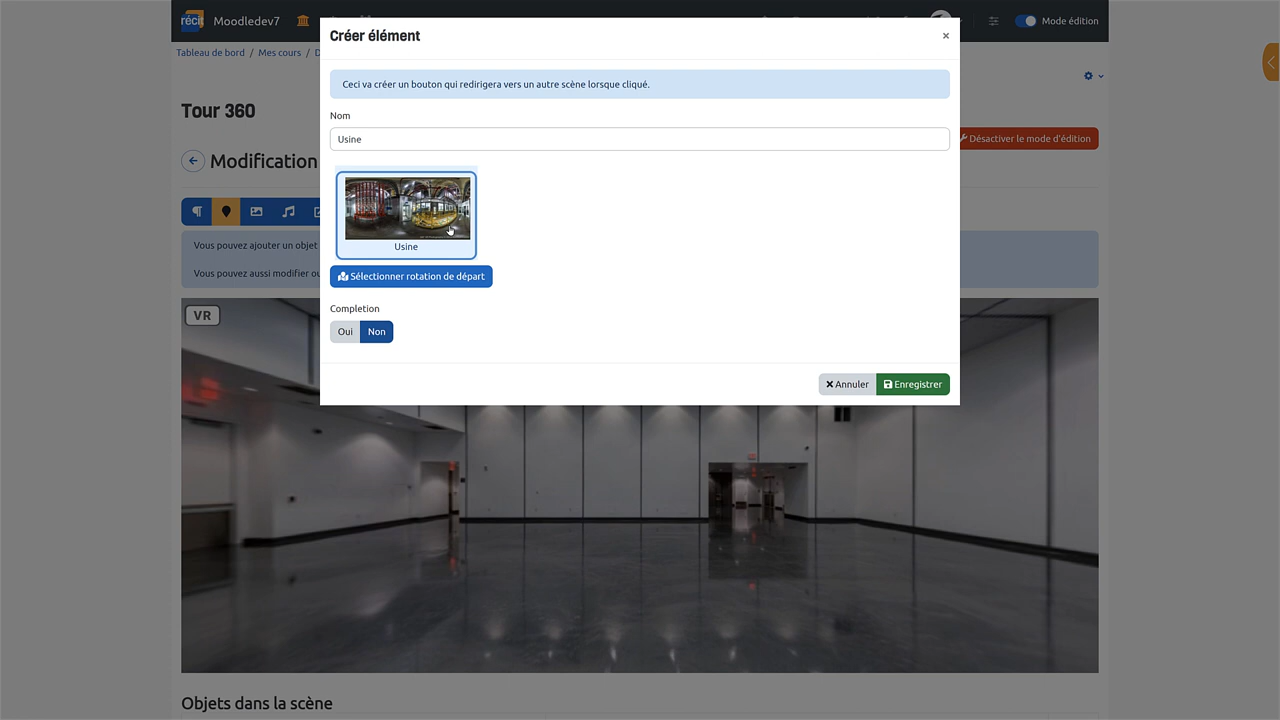 récit Moodledev7
Mode édition
Tableau de bord / Mes cours / D
Tour 360
Désactiver le mode d'édition
Modification
Vous pouvez ajouter un objet
Vous pouvez aussi modifier ou
Créer élément
×
Ceci va créer un bouton qui redirigera vers un autre scène lorsque cliqué.
Nom
Usine
Usine
Sélectionner rotation de départ
Completion
Oui Non
Annuler Enregistrer
VR
Objets dans la scène